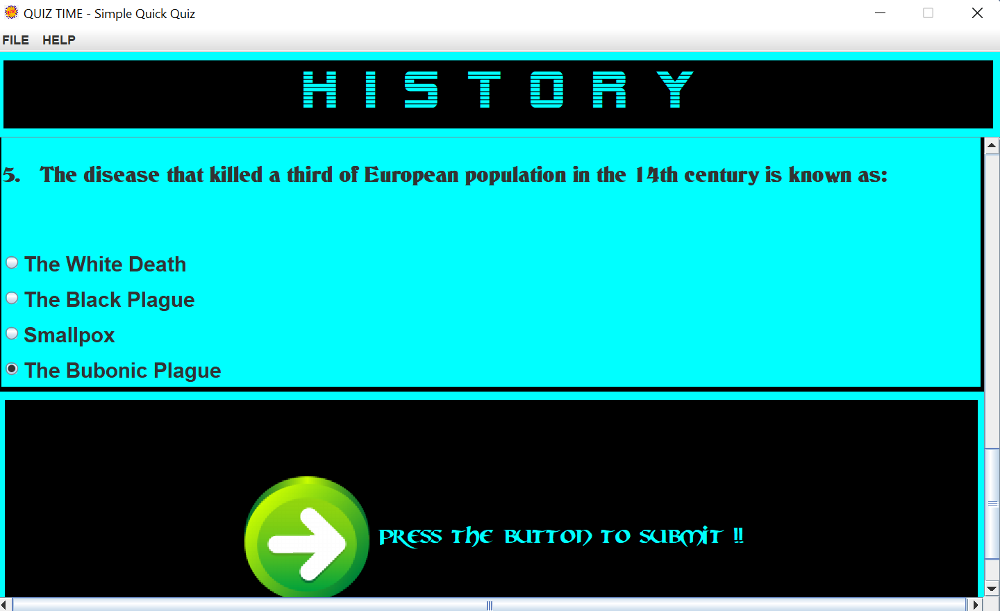 QUIZ TIME - Simple Quick Quiz
FILE HELP
HISTORY
5. The disease that killed a third of European population in the 14th century is known as:
The White Death
The Black Plague
Smallpox
The Bubonic Plague
PRESS THE BUTTON TO SUBMIT !!